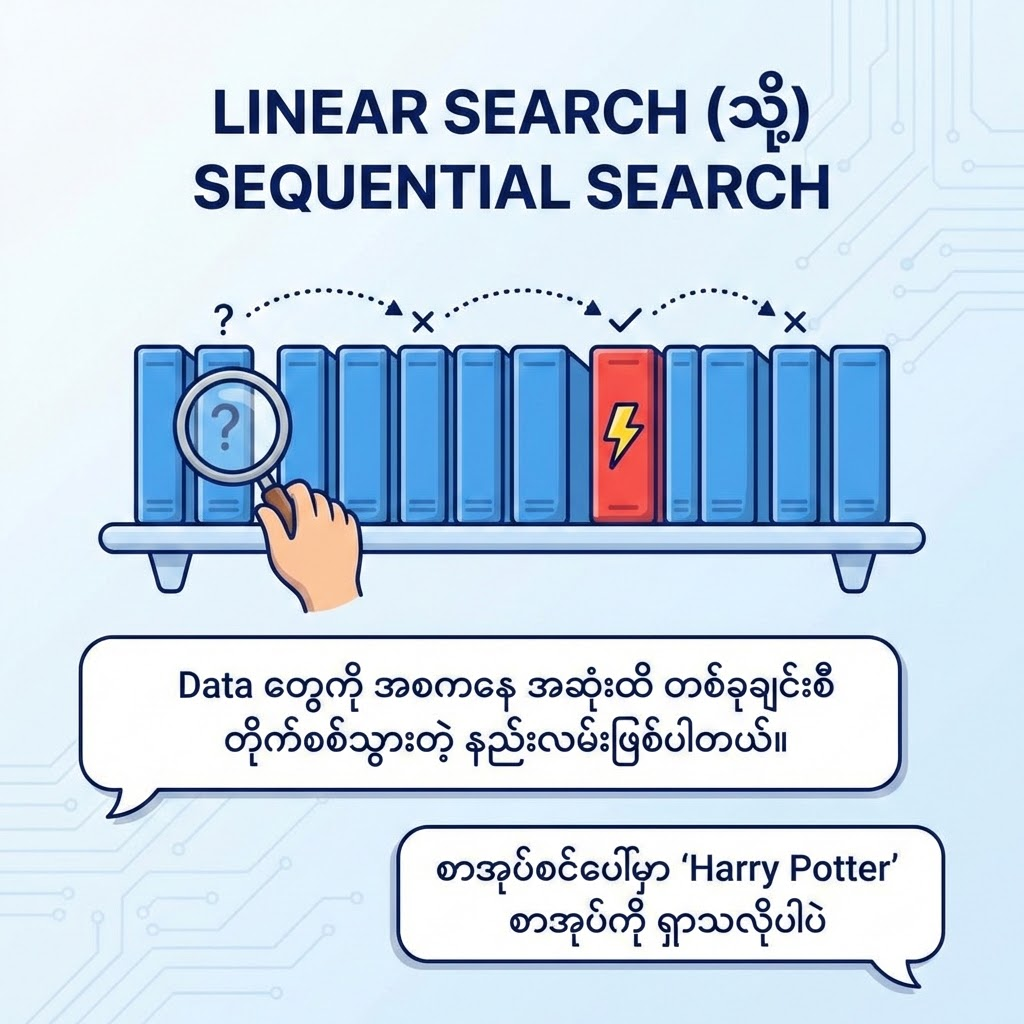 LINEAR SEARCH (သို့)
SEQUENTIAL SEARCH
?
?
Data တွေကို အစကနေ အဆုံးထိ တစ်ခုချင်းစီ
တိုက်စစ်သွားတဲ့ နည်းလမ်းဖြစ်ပါတယ်။
စာအုပ်စင်ပေါ်မှာ ‘Harry Potter’
စာအုပ်ကို ရှာသလိုပါပဲ